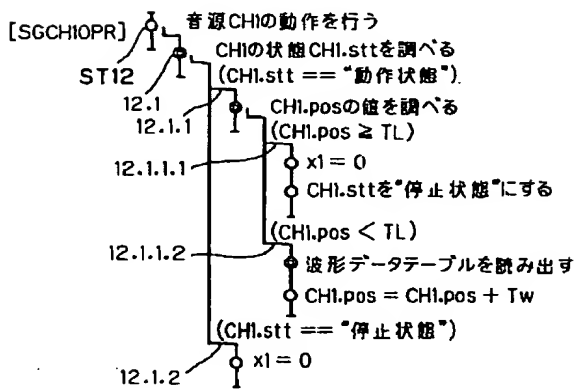 [SGCH1OPR] 音源CH1の動作を行う
ST12 CH1の状態CH1.sttを調べる
12.1 (CH1.stt == “動作状態”)
12.1.1 CH1.posの値を調べる
(CH1.pos ≧ TL)
12.1.1.1 x1 = 0
CH1.sttを“停止状態”にする
(CH1.pos < TL)
12.1.1.2 波形データテーブルを読み出す
CH1.pos = CH1.pos + Tw
(CH1.stt == “停止状態”)
12.1.2 x1 = 0